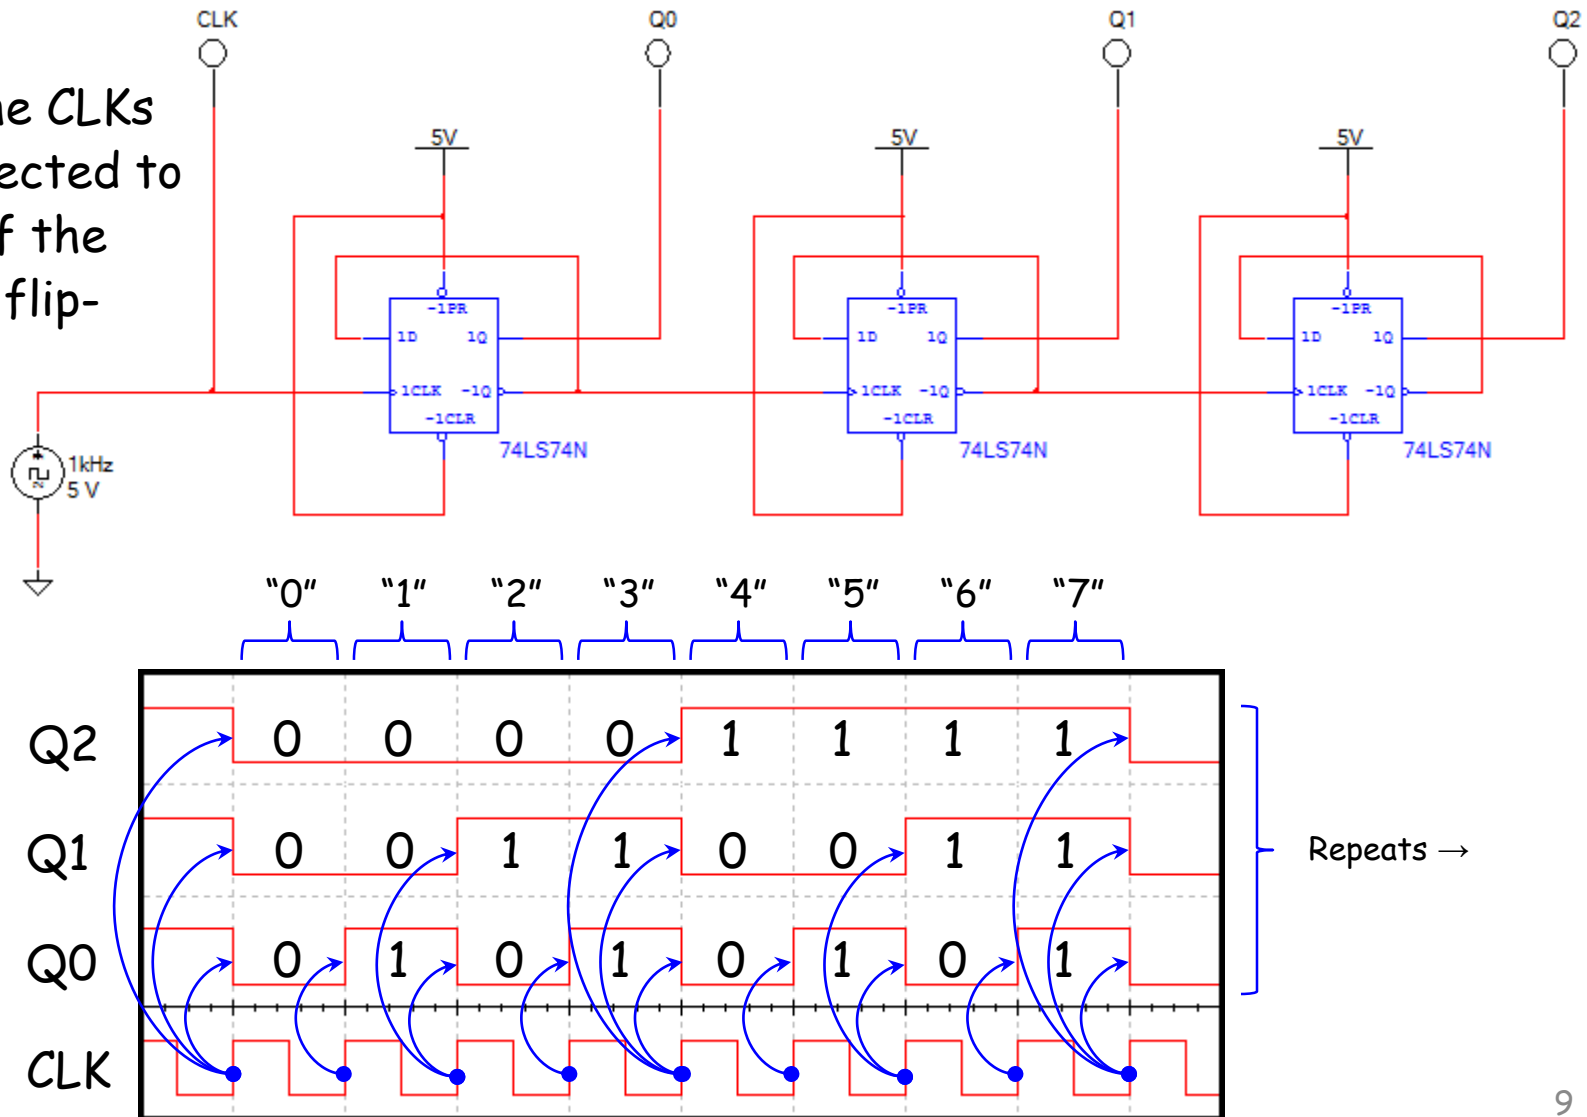 CLK Q0 Q1 Q2
ne CLKs
ected to
f the
flip-
5V 5V 5V
-1PR -1PR -1PR
1D 1Q 1D 1Q 1D 1Q
1CLK -1Q 1CLK -1Q 1CLK -1Q
-1CLR -1CLR -1CLR
74LS74N 74LS74N 74LS74N
1kHz
5 V
“0” “1” “2” “3” “4” “5” “6” “7”
Q2 0 0 0 0 1 1 1 1
Q1 0 0 1 1 0 0 1 1
Repeats →
Q0 0 1 0 1 0 1 0 1
CLK
9